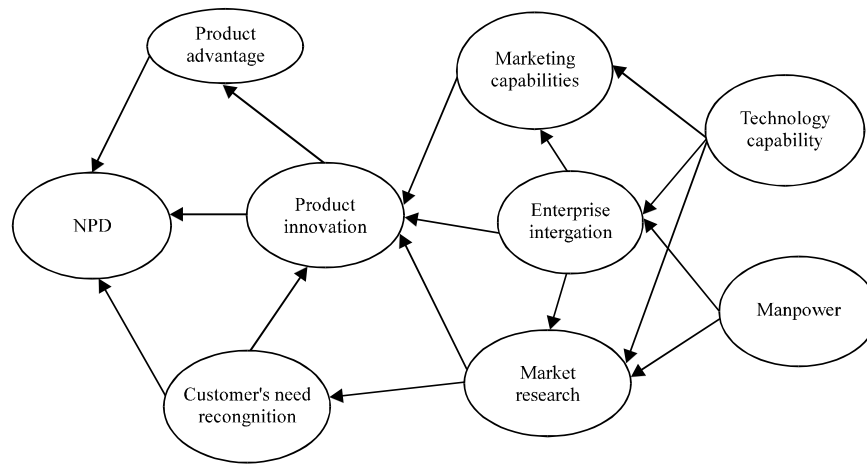 Product
advantage
Marketing
capabilities
Technology
capability
NPD
Product
innovation
Enterprise
intergation
Manpower
Customer's need
recongnition
Market
research